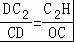 DC₂ / CD = C₂H / OC